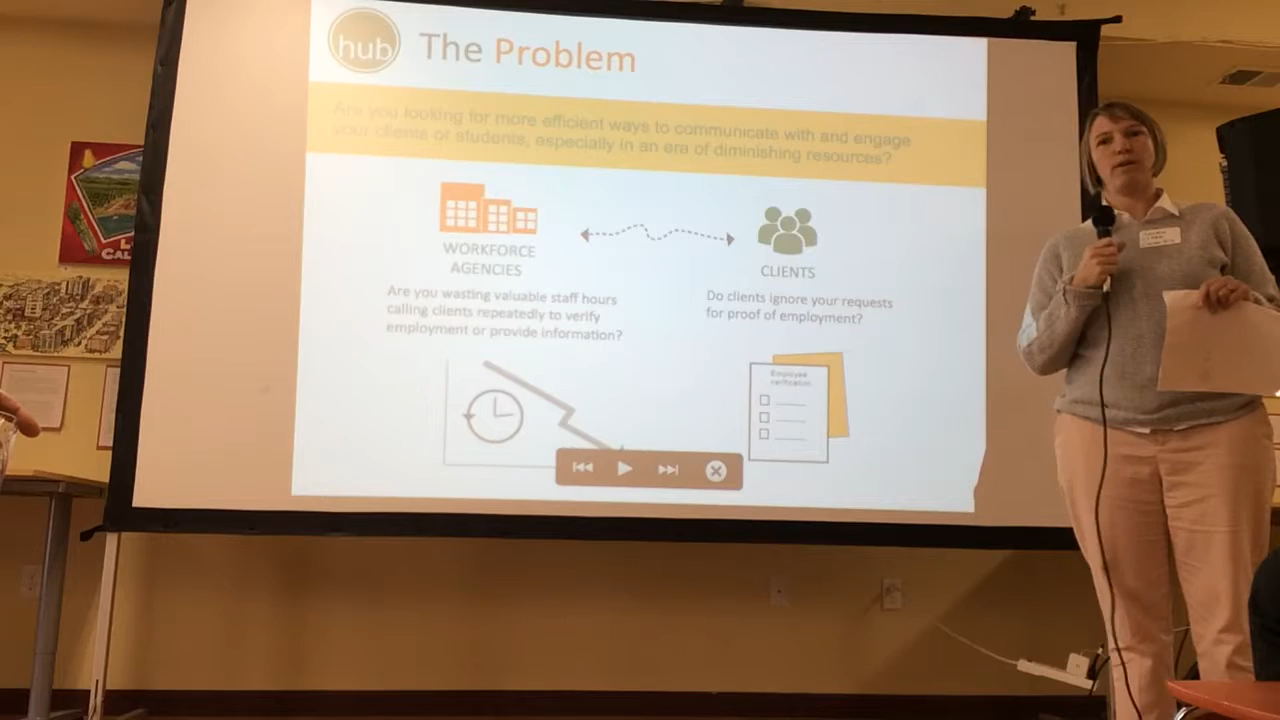 hub
The Problem
Are you looking for more efficient ways to communicate with and engage
your clients or students, especially in an era of diminishing resources?
WORKFORCE
AGENCIES
CLIENTS
Are you wasting valuable staff hours
calling clients repeatedly to verify
employment or provide information?
Do clients ignore your requests
for proof of employment?
Employee
verification